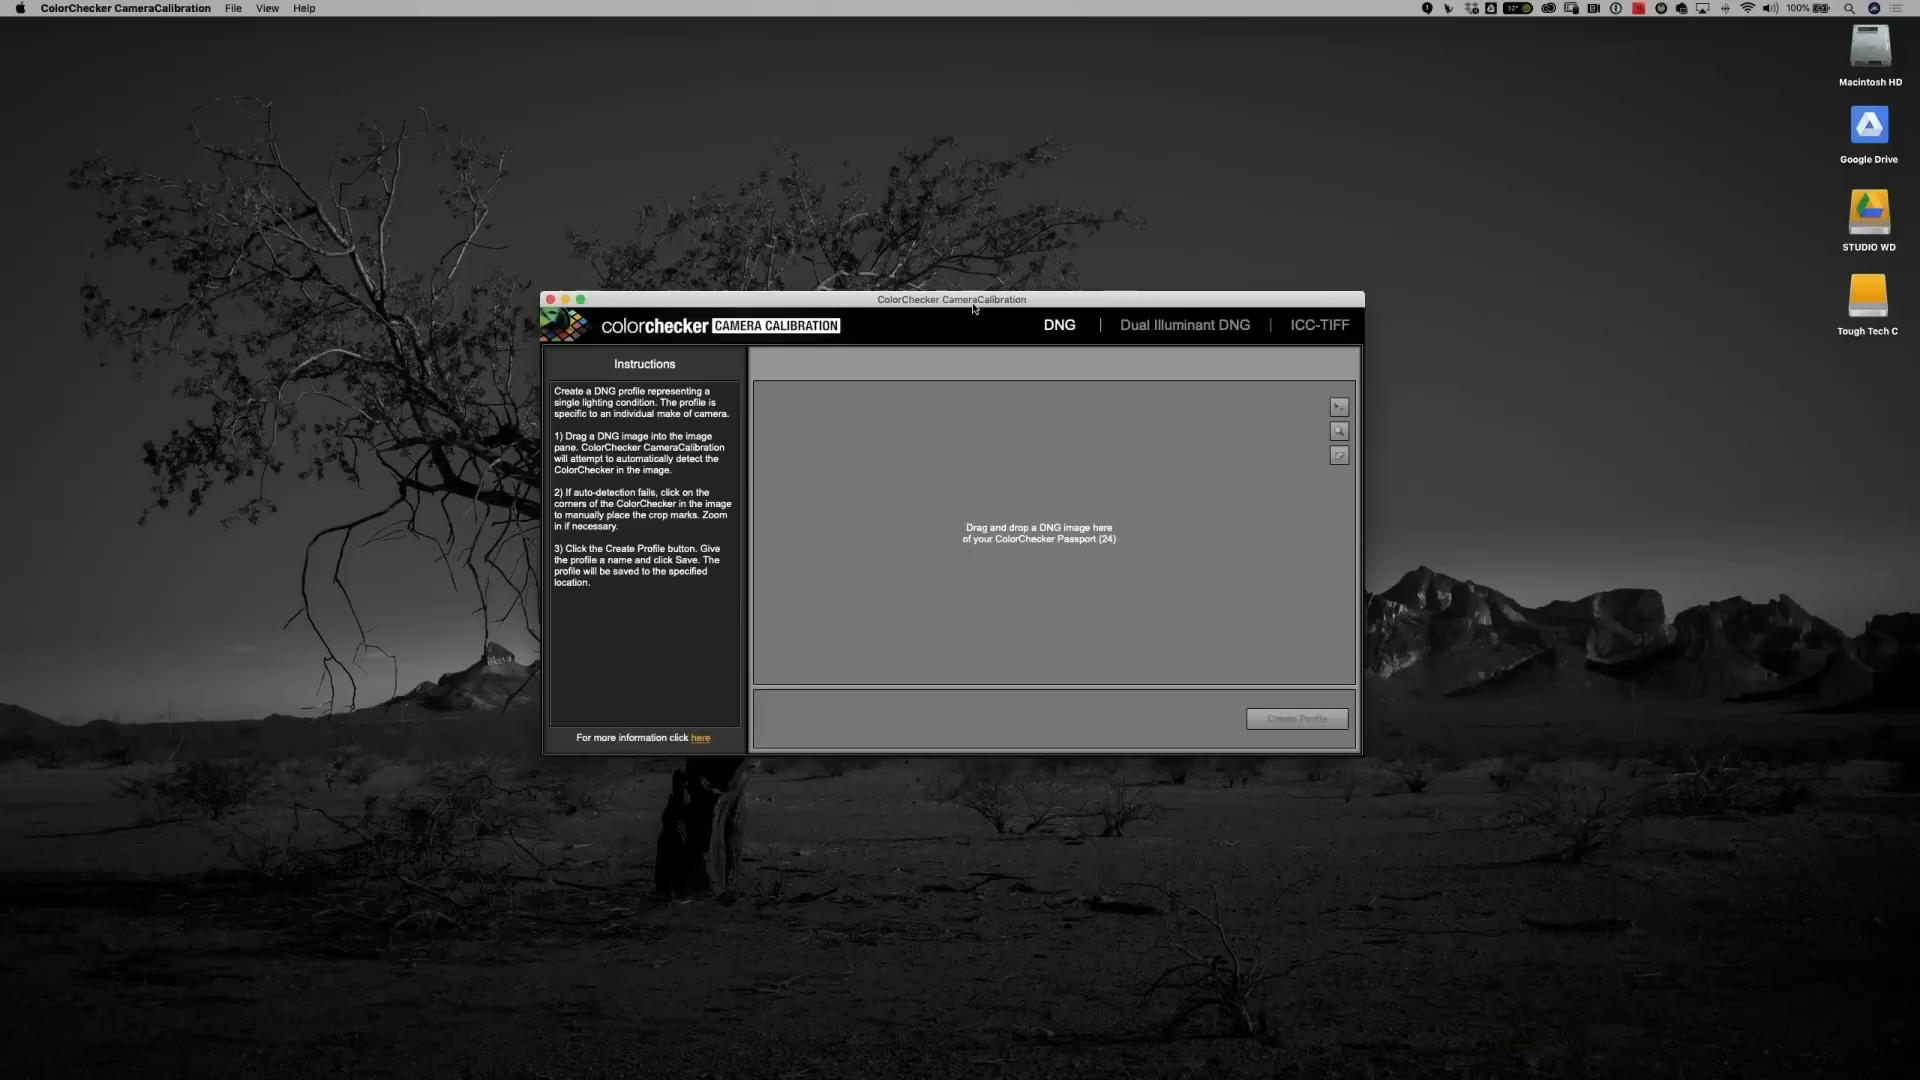 ColorChecker CameraCalibration File View Help
32°
100%
Macintosh HD
Google Drive
STUDIO WD
Tough Tech C
ColorChecker CameraCalibration
colorchecker CAMERA CALIBRATION
DNG | Dual Illuminant DNG | ICC-TIFF
Instructions
Create a DNG profile representing a
single lighting condition. The profile is
specific to an individual make of camera.
1) Drag a DNG image into the image
pane. ColorChecker CameraCalibration
will attempt to automatically detect the
ColorChecker in the image.
2) If auto-detection fails, click on the
corners of the ColorChecker in the image
to manually place the crop marks. Zoom
in if necessary.
3) Click the Create Profile button. Give
the profile a name and click Save. The
profile will be saved to the specified
location.
For more information click here
Drag and drop a DNG image here
of your ColorChecker Passport (24)
Create Profile